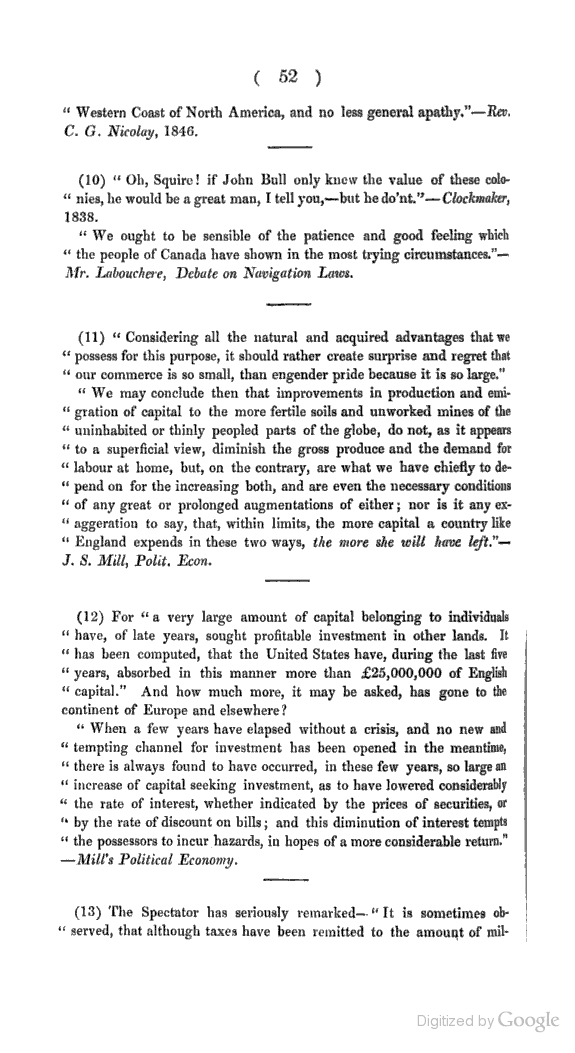 ( 52 )
“ Western Coast of North America, and no less general apathy.”—Rev.
C. G. Nicolay, 1846.
(10) “ Oh, Squire! if John Bull only knew the value of these colo-
“ nies, he would be a great man, I tell you,—but he do'nt.”—Clockmaker,
1838.
“ We ought to be sensible of the patience and good feeling which
“ the people of Canada have shown in the most trying circumstances.”—
Mr. Labouchere, Debate on Navigation Laws.
(11) “ Considering all the natural and acquired advantages that we
“ possess for this purpose, it should rather create surprise and regret that
“ our commerce is so small, than engender pride because it is so large.”
“ We may conclude then that improvements in production and emi-
“ gration of capital to the more fertile soils and unworked mines of the
“ uninhabited or thinly peopled parts of the globe, do not, as it appears
“ to a superficial view, diminish the gross produce and the demand for
“ labour at home, but, on the contrary, are what we have chiefly to de-
“ pend on for the increasing both, and are even the necessary conditions
“ of any great or prolonged augmentations of either; nor is it any ex-
“ aggeration to say, that, within limits, the more capital a country like
“ England expends in these two ways, the more she will have left.”—
J. S. Mill, Polit. Econ.
(12) For “ a very large amount of capital belonging to individuals
“ have, of late years, sought profitable investment in other lands. It
“ has been computed, that the United States have, during the last five
“ years, absorbed in this manner more than £25,000,000 of English
“ capital.” And how much more, it may be asked, has gone to the
continent of Europe and elsewhere?
“ When a few years have elapsed without a crisis, and no new and
“ tempting channel for investment has been opened in the meantime,
“ there is always found to have occurred, in these few years, so large an
“ increase of capital seeking investment, as to have lowered considerably
“ the rate of interest, whether indicated by the prices of securities, or
“ by the rate of discount on bills; and this diminution of interest tempts
“ the possessors to incur hazards, in hopes of a more considerable return.”
—Mill's Political Economy.
(13) The Spectator has seriously remarked—“ It is sometimes ob-
“ served, that although taxes have been remitted to the amount of mil-
Digitized by Google